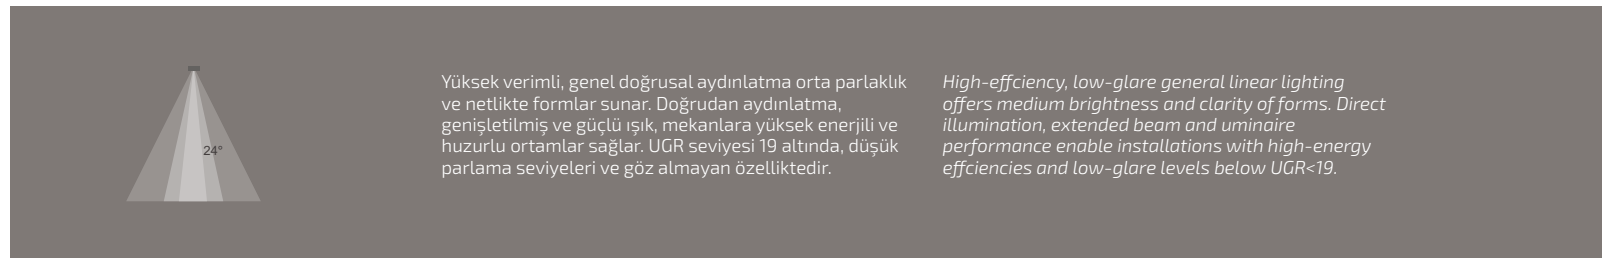 24°
Yüksek verimli, genel doğrusal aydınlatma orta parlaklık
ve netlikte formlar sunar. Doğrudan aydınlatma,
genişletilmiş ve güçlü ışık, mekanlara yüksek enerjili ve
huzurlu ortamlar sağlar. UGR seviyesi 19 altında, düşük
parlama seviyeleri ve göz almayan özelliktedir.
High-effciency, low-glare general linear lighting
offers medium brightness and clarity of forms. Direct
illumination, extended beam and uminaire
performance enable installations with high-energy
effciencies and low-glare levels below UGR<19.